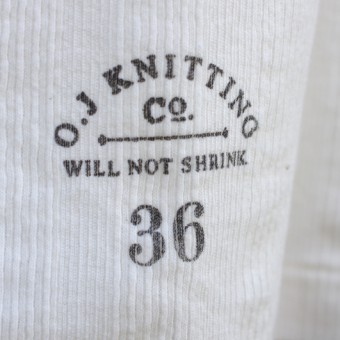 O.J KNITTING
Co.
WILL NOT SHRINK.
36